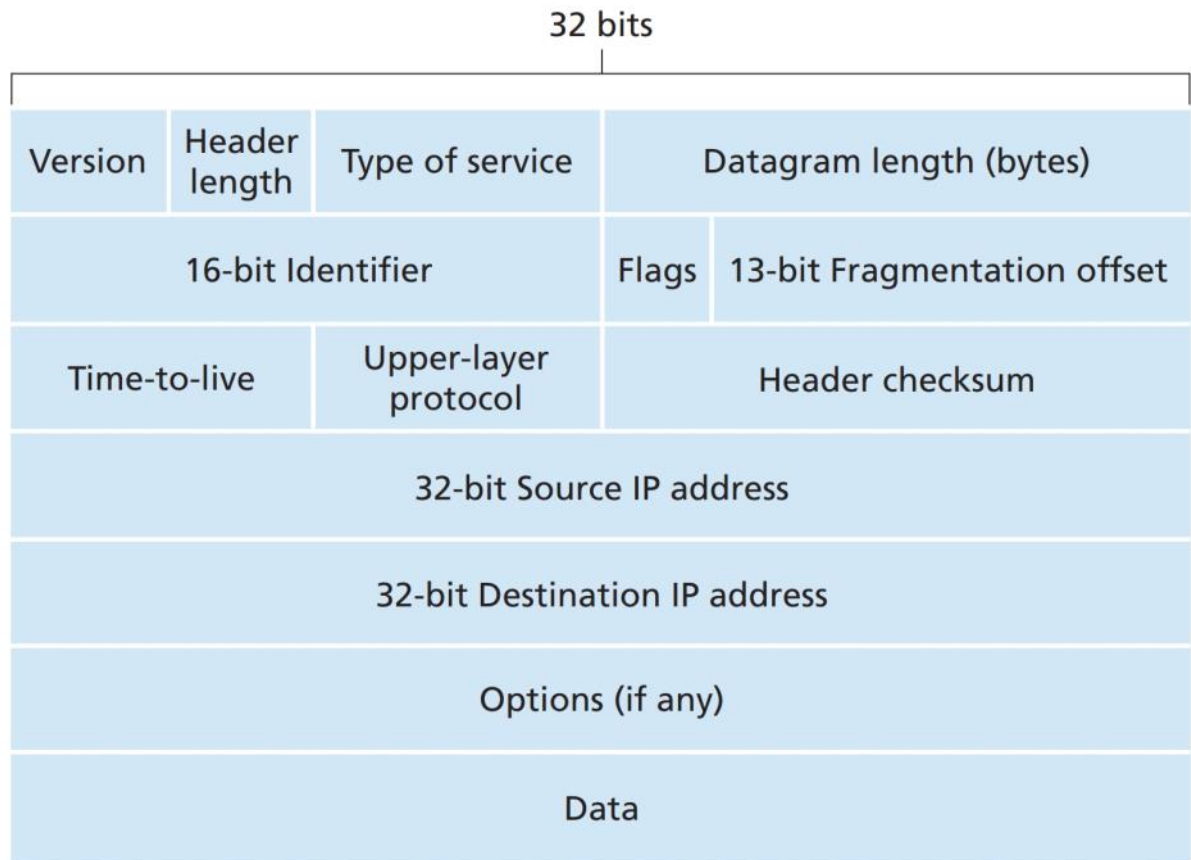 32 bits
Version
Header
length
Type of service
Datagram length (bytes)
16-bit Identifier
Flags
13-bit Fragmentation offset
Time-to-live
Upper-layer
protocol
Header checksum
32-bit Source IP address
32-bit Destination IP address
Options (if any)
Data